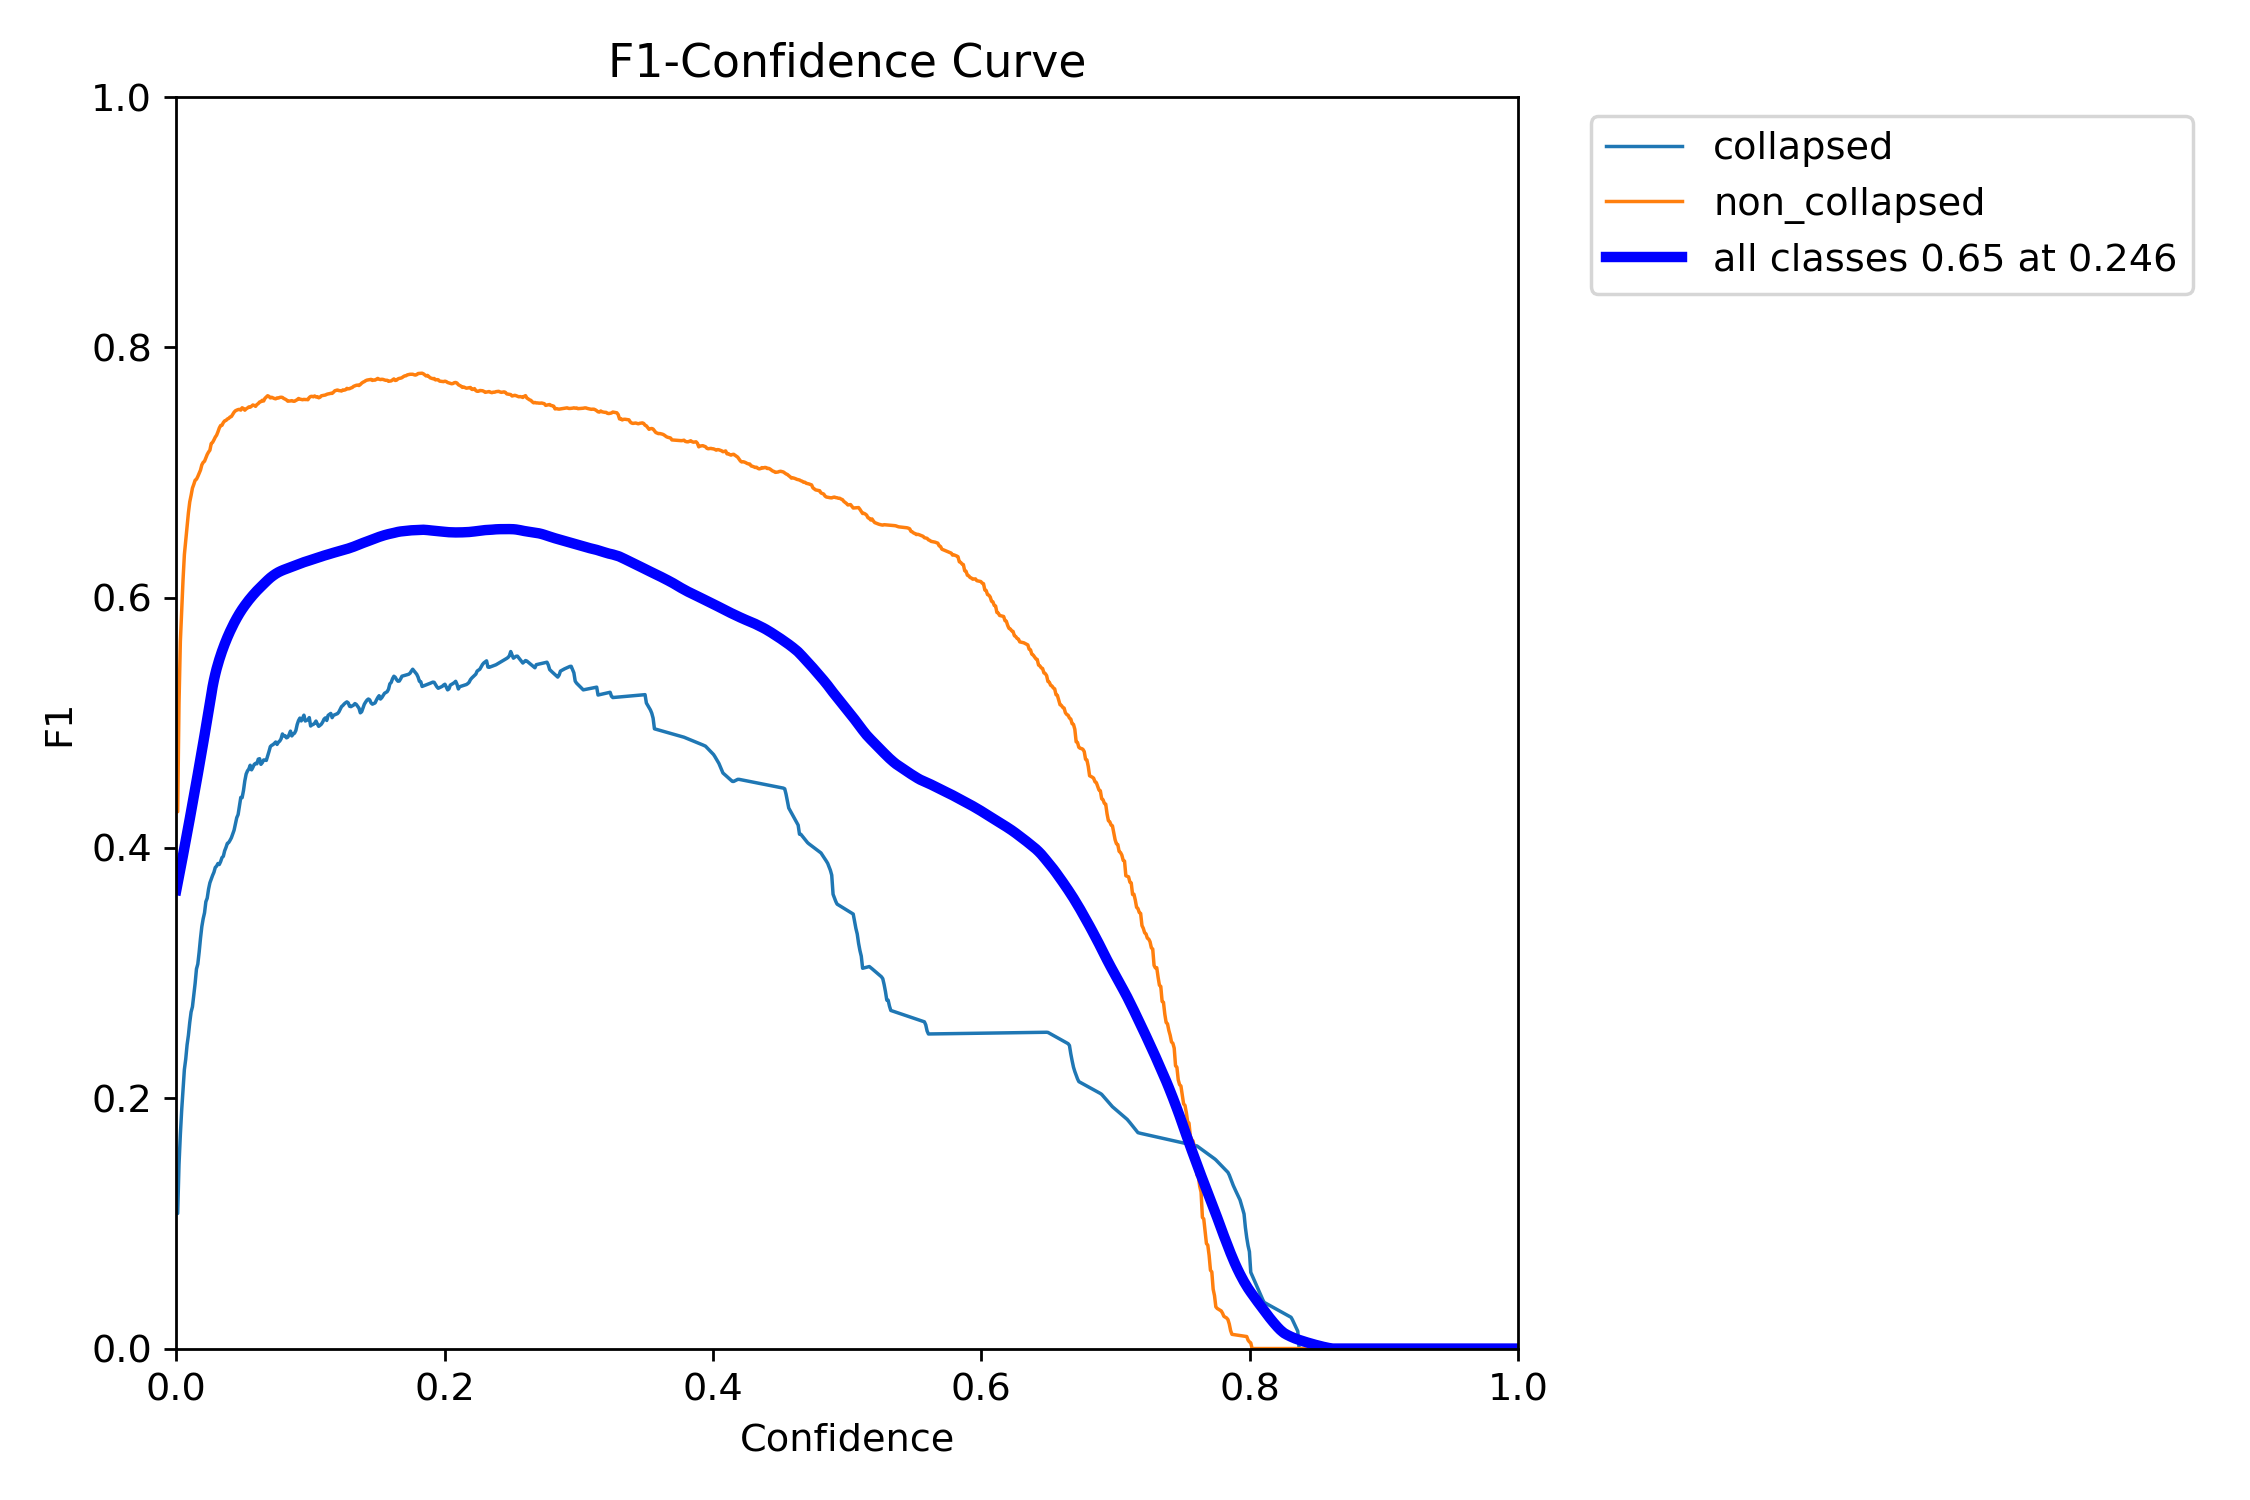 F1-Confidence Curve
collapsed
non_collapsed
all classes 0.65 at 0.246
1.0
0.8
0.6
0.4
0.2
0.0
F1
0.0 0.2 0.4 0.6 0.8 1.0
Confidence